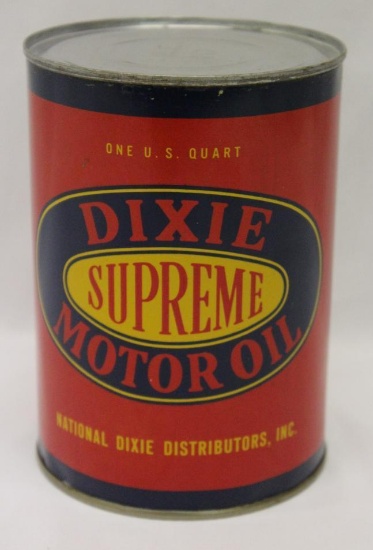 ONE U. S. QUART
DIXIE
SUPREME
MOTOR OIL
NATIONAL DIXIE DISTRIBUTORS, INC.